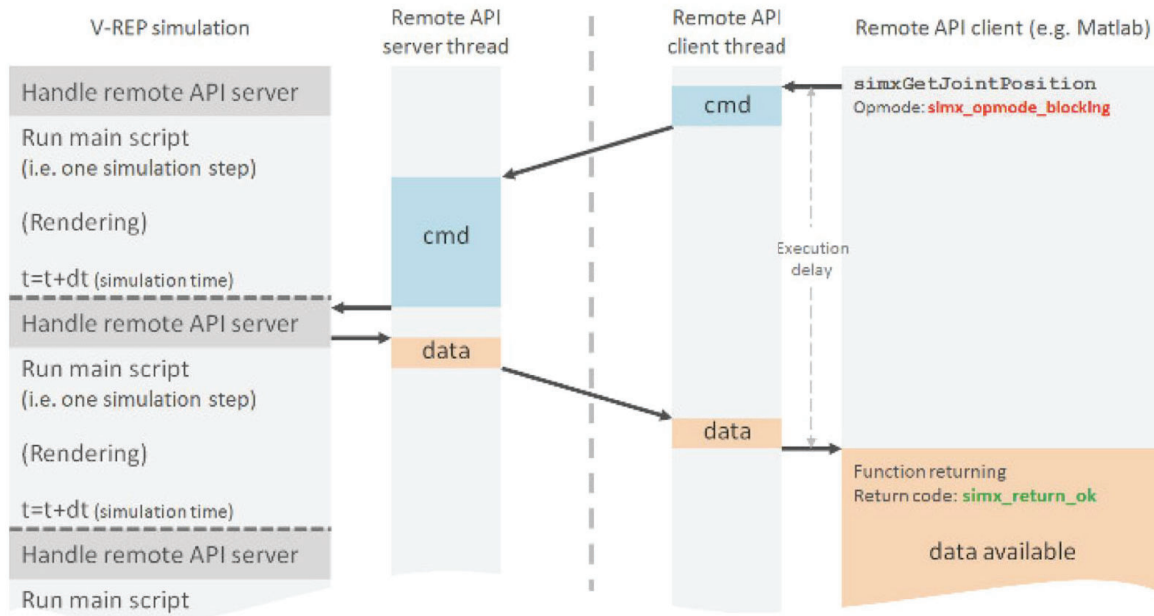 V-REP simulation
Remote API
server thread
Remote API
client thread
Remote API client (e.g. Matlab)
Handle remote API server
Run main script
(i.e. one simulation step)
(Rendering)
t=t+dt (simulation time)
Handle remote API server
Run main script
(i.e. one simulation step)
(Rendering)
t=t+dt (simulation time)
Handle remote API server
Run main script
cmd
data
cmd
data
Execution
delay
simxGetJointPosition
Opmode: simx_opmode_blocking
Function returning
Return code: simx_return_ok
data available